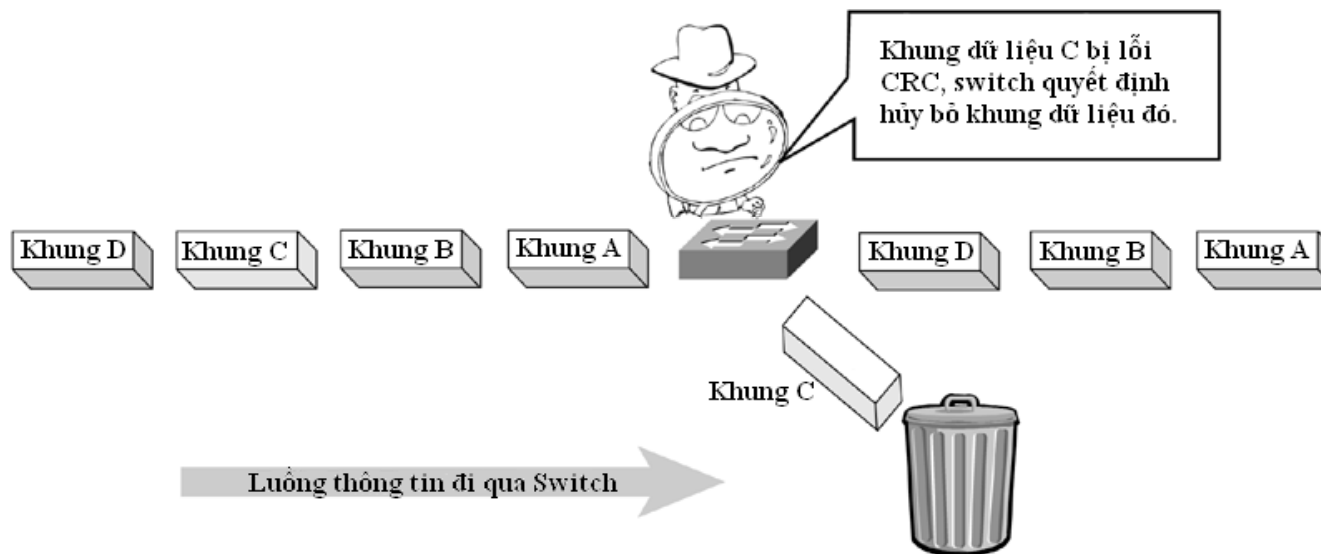 Khung dữ liệu C bị lỗi
CRC, switch quyết định
hủy bỏ khung dữ liệu đó.
Khung D
Khung C
Khung B
Khung A
Khung D
Khung B
Khung A
Khung C
Luồng thông tin đi qua Switch